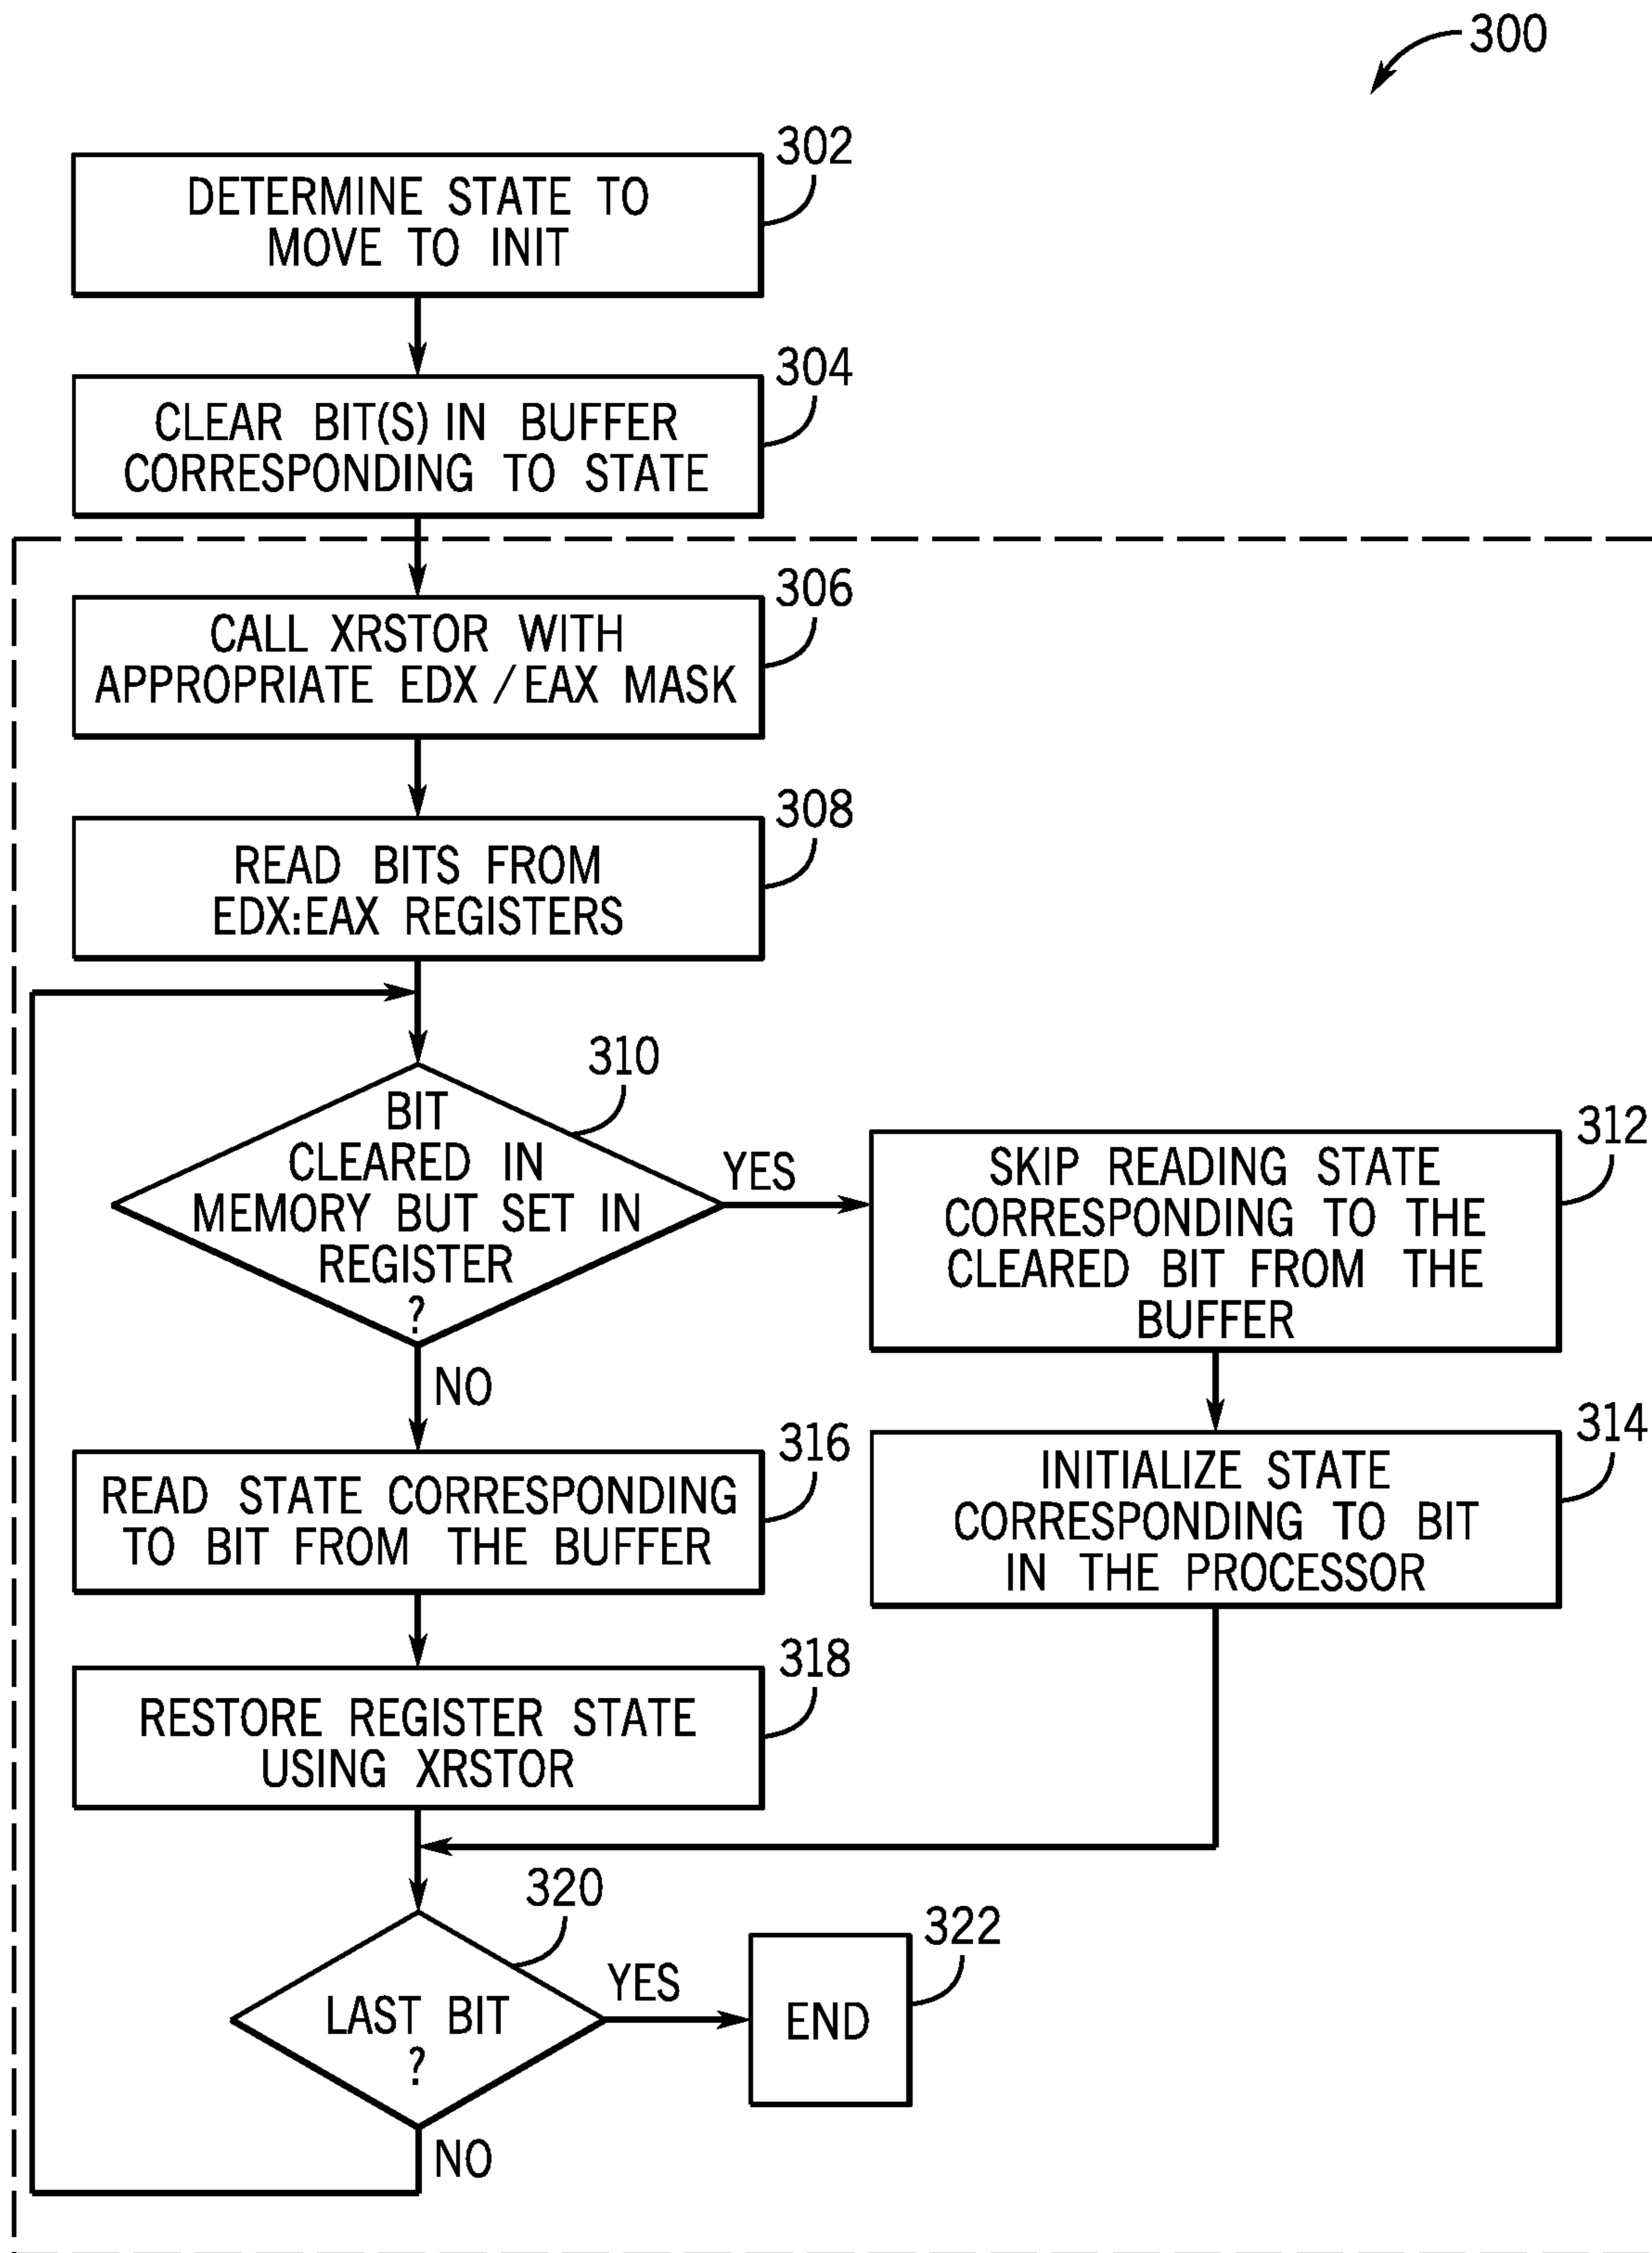 300
302
DETERMINE STATE TO
MOVE TO INIT
304
CLEAR BIT(S) IN BUFFER
CORRESPONDING TO STATE
306
CALL XRSTOR WITH
APPROPRIATE EDX / EAX MASK
308
READ BITS FROM
EDX:EAX REGISTERS
310
BIT
CLEARED IN
MEMORY BUT SET IN
REGISTER
?
YES
NO
312
SKIP READING STATE
CORRESPONDING TO THE
CLEARED BIT FROM THE
BUFFER
314
INITIALIZE STATE
CORRESPONDING TO BIT
IN THE PROCESSOR
316
READ STATE CORRESPONDING
TO BIT FROM THE BUFFER
318
RESTORE REGISTER STATE
USING XRSTOR
320
LAST BIT
?
YES
322
END
NO